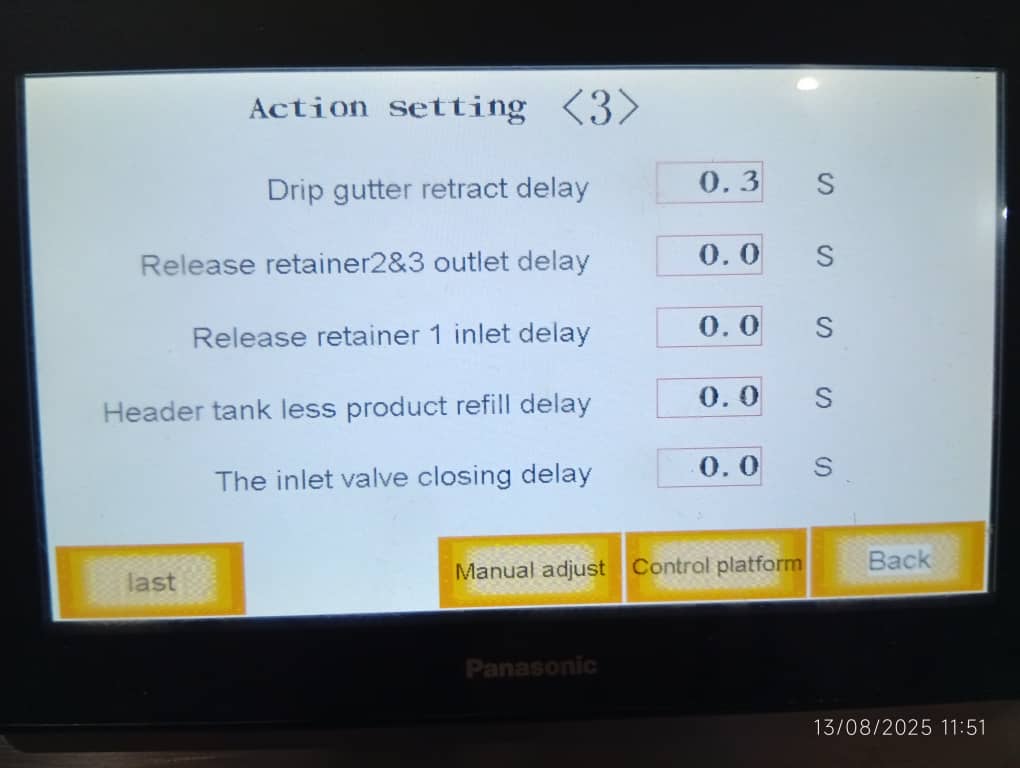 Action setting <3>
Drip gutter retract delay 0.3 S
Release retainer2&3 outlet delay 0.0 S
Release retainer 1 inlet delay 0.0 S
Header tank less product refill delay 0.0 S
The inlet valve closing delay 0.0 S
last Manual adjust Control platform Back
Panasonic
13/08/2025 11:51